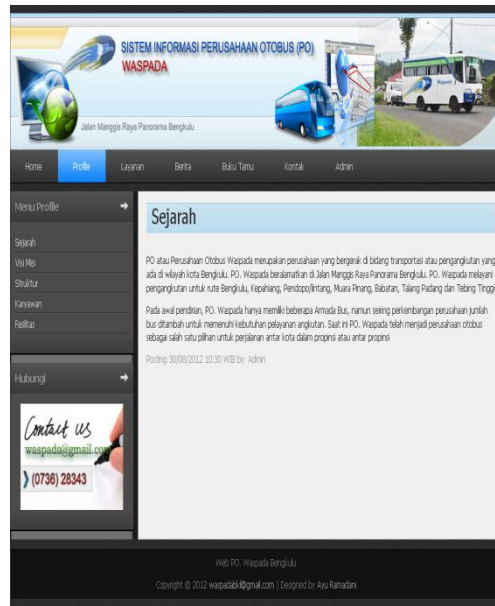 SISTEM INFORMASI PERUSAHAAN OTOBUS (PO)
WASPADA
Jalan Manggis Raya Panorama Bengkulu
Home Profile Layanan Berita Buku Tamu Kontak Admin
Menu Profile
Sejarah
Visi Misi
Struktur
Karyawan
Fasilitas
Hubungi
Contact us
waspada@gmail.com
(0736) 28343
Sejarah
PO atau Perusahaan Otobus Waspada merupakan perusahaan yang bergerak di bidang transportasi atau pengangkutan yang
ada di wilayah kota Bengkulu. PO. Waspada beralamatkan di Jalan Manggis Raya Panorama Bengkulu. PO. Waspada melayani
pengangkutan untuk rute Bengkulu, Kepahiang, Pendopo/lintang, Muara Pinang, Babatan, Talang Padang dan Tebing Tinggi
Pada awal pendirian, PO. Waspada hanya memiliki beberapa Armada Bus, namun seiring perkembangan perusahaan jumlah
bus ditambah untuk memenuhi kebutuhan pelayanan angkutan. Saat ini PO. Waspada telah menjadi perusahaan otobus
sebagai salah satu pilihan untuk perjalanan antar kota dalam propinsi atau antar propinsi
Posting 30/08/2012 10:30 WIB by: Admin
Web PO. Waspada Bengkulu
Copyright © 2012 waspadabkl@gmail.com | Designed by Ayu Ramadani